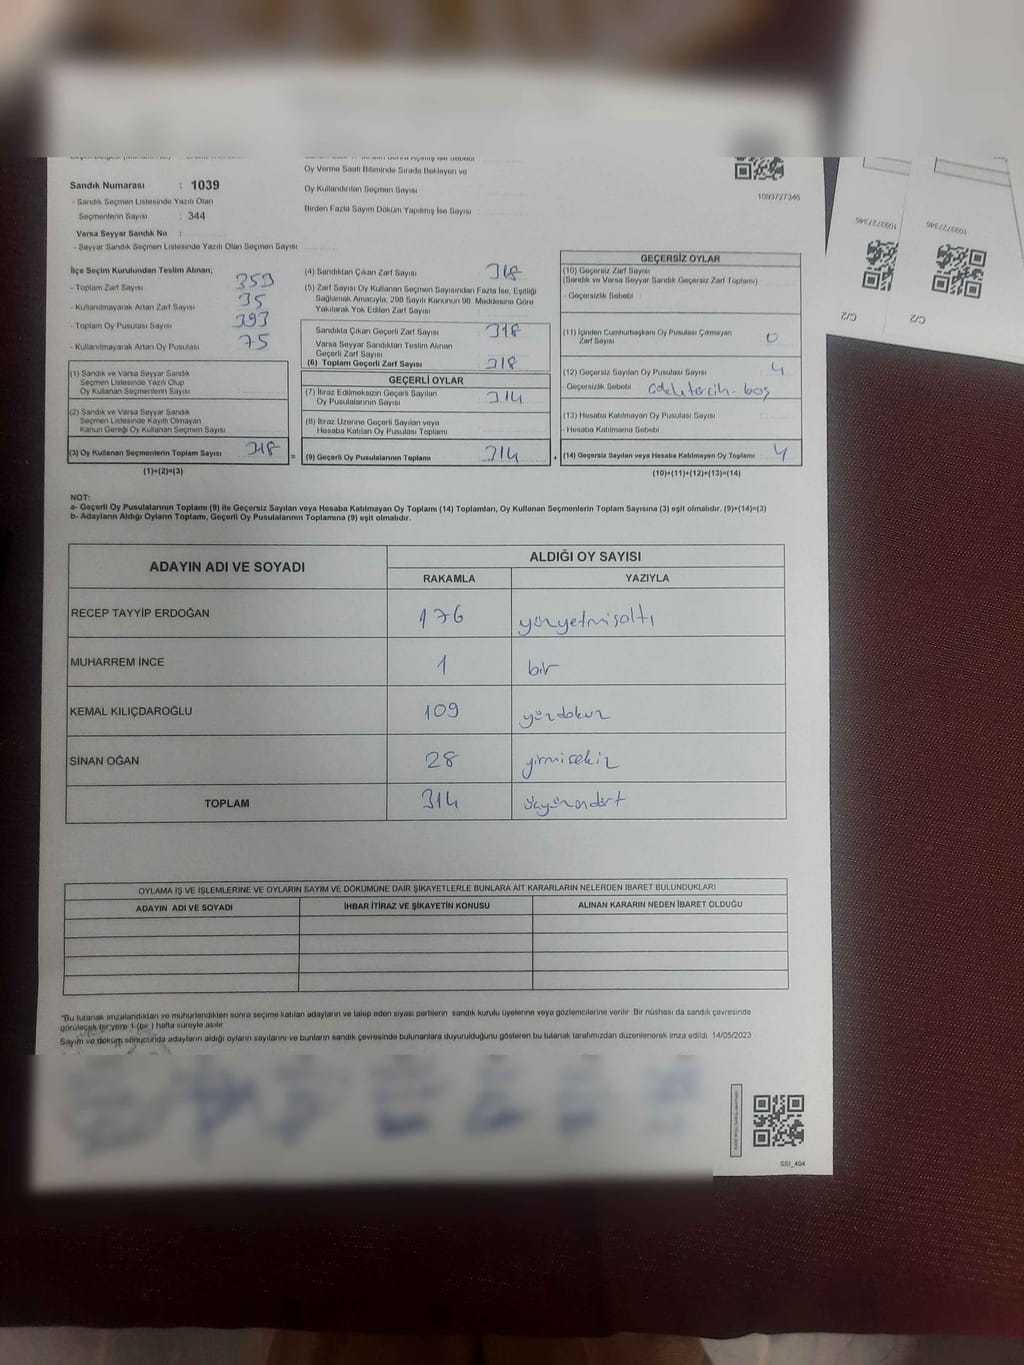 Oy Verme Saati Bitiminde Sırada Bekleyen ve
Oy Kullandırılan Seçmen Sayısı
Birden Fazla Sayım Döküm Yapılmış İse Sayısı
1093727346
Sandık Numarası : 1039
- Sandık Seçmen Listesinde Yazılı Olan
Seçmenlerin Sayısı : 344
Varsa Seyyar Sandık No :
- Seyyar Sandık Seçmen Listesinde Yazılı Olan Seçmen Sayısı
İlçe Seçim Kurulundan Teslim Alınan;
- Toplam Zarf Sayısı 353
- Kullanılmayarak Artan Zarf Sayısı 35
- Toplam Oy Pusulası Sayısı 393
- Kullanılmayarak Artan Oy Pusulası 75
(1) Sandık ve Varsa Seyyar Sandık
Seçmen Listesinde Yazılı Olup
Oy Kullanan Seçmenlerin Sayısı
(2) Sandık ve Varsa Seyyar Sandık
Seçmen Listesinde Kayıtlı Olmayan
Kanun Gereği Oy Kullanan Seçmen Sayısı
(3) Oy Kullanan Seçmenlerin Toplam Sayısı 318 =
(1)+(2)=(3)
(4) Sandıktan Çıkan Zarf Sayısı 318
(5) Zarf Sayısı Oy Kullanan Seçmen Sayısından Fazla İse, Eşitliği
Sağlamak Amacıyla, 298 Sayılı Kanunun 98. Maddesine Göre
Yakılarak Yok Edilen Zarf Sayısı
Sandıkta Çıkan Geçerli Zarf Sayısı 318
Varsa Seyyar Sandıktan Teslim Alınan
Geçerli Zarf Sayısı
(6) Toplam Geçerli Zarf Sayısı 318
GEÇERLİ OYLAR
(7) İtiraz Edilmeksizin Geçerli Sayılan
Oy Pusulalarının Sayısı 314
(8) İtiraz Üzerine Geçerli Sayılan veya
Hesaba Katılan Oy Pusulası Toplamı
(9) Geçerli Oy Pusulalarının Toplamı 314 +
GEÇERSİZ OYLAR
(10) Geçersiz Zarf Sayısı
(Sandık ve Varsa Seyyar Sandık Geçersiz Zarf Toplamı)
- Geçersizlik Sebebi
(11) İçinden Cumhurbaşkanı Oy Pusulası Çıkmayan
Zarf Sayısı 0
(12) Geçersiz Sayılan Oy Pusulası Sayısı 4
- Geçersizlik Sebebi
(13) Hesaba Katılmayan Oy Pusulası Sayısı
- Hesaba Katılmama Sebebi
(14) Geçersiz Sayılan veya Hesaba Katılmayan Oy Toplamı 4
(10)+(11)+(12)+(13)=(14)
NOT:
a- Geçerli Oy Pusulalarının Toplamı (9) ile Geçersiz Sayılan veya Hesaba Katılmayan Oy Toplamı (14) Toplamları, Oy Kullanan Seçmenlerin Toplam Sayısına (3) eşit olmalıdır. (9)+(14)=(3)
b- Adayların Aldığı Oyların Toplamı, Geçerli Oy Pusulalarının Toplamına (9) eşit olmalıdır.
ADAYIN ADI VE SOYADI
ALDIĞI OY SAYISI
RAKAMLA YAZIYLA
RECEP TAYYİP ERDOĞAN 176 yüzyetmişaltı
MUHARREM İNCE 1 bir
KEMAL KILIÇDAROĞLU 109 yüzdokuz
SİNAN OĞAN 28 yirmisekiz
TOPLAM 314 üçyüzondört
OYLAMA İŞ VE İŞLEMLERİNE VE OYLARIN SAYIM VE DÖKÜMÜNE DAİR ŞİKAYETLERLE BUNLARA AİT KARARLARIN NELERDEN İBARET BULUNDUKLARI
ADAYIN ADI VE SOYADI İHBAR İTİRAZ VE ŞİKAYETİN KONUSU ALINAN KARARIN NEDEN İBARET OLDUĞU
"Bu tutanak imzalandıktan ve mühürlendikten sonra seçime katılan adayların ve talep eden siyasi partilerin sandık kurulu üyelerine veya gözlemcilerine verilir. Bir nüshası da sandık çevresinde
görülecek bir yere 1 (bir ) hafta süreyle asılır.
Sayım ve döküm sonucunda adayların aldığı oyların sayılarını ve bunların sandık çevresinde bulunanlara duyurulduğunu gösteren bu tutanak tarafımızdan düzenlenerek imza edildi. 14/05/2023
SSI_404
1093727346
1093727346
C/2
C/2